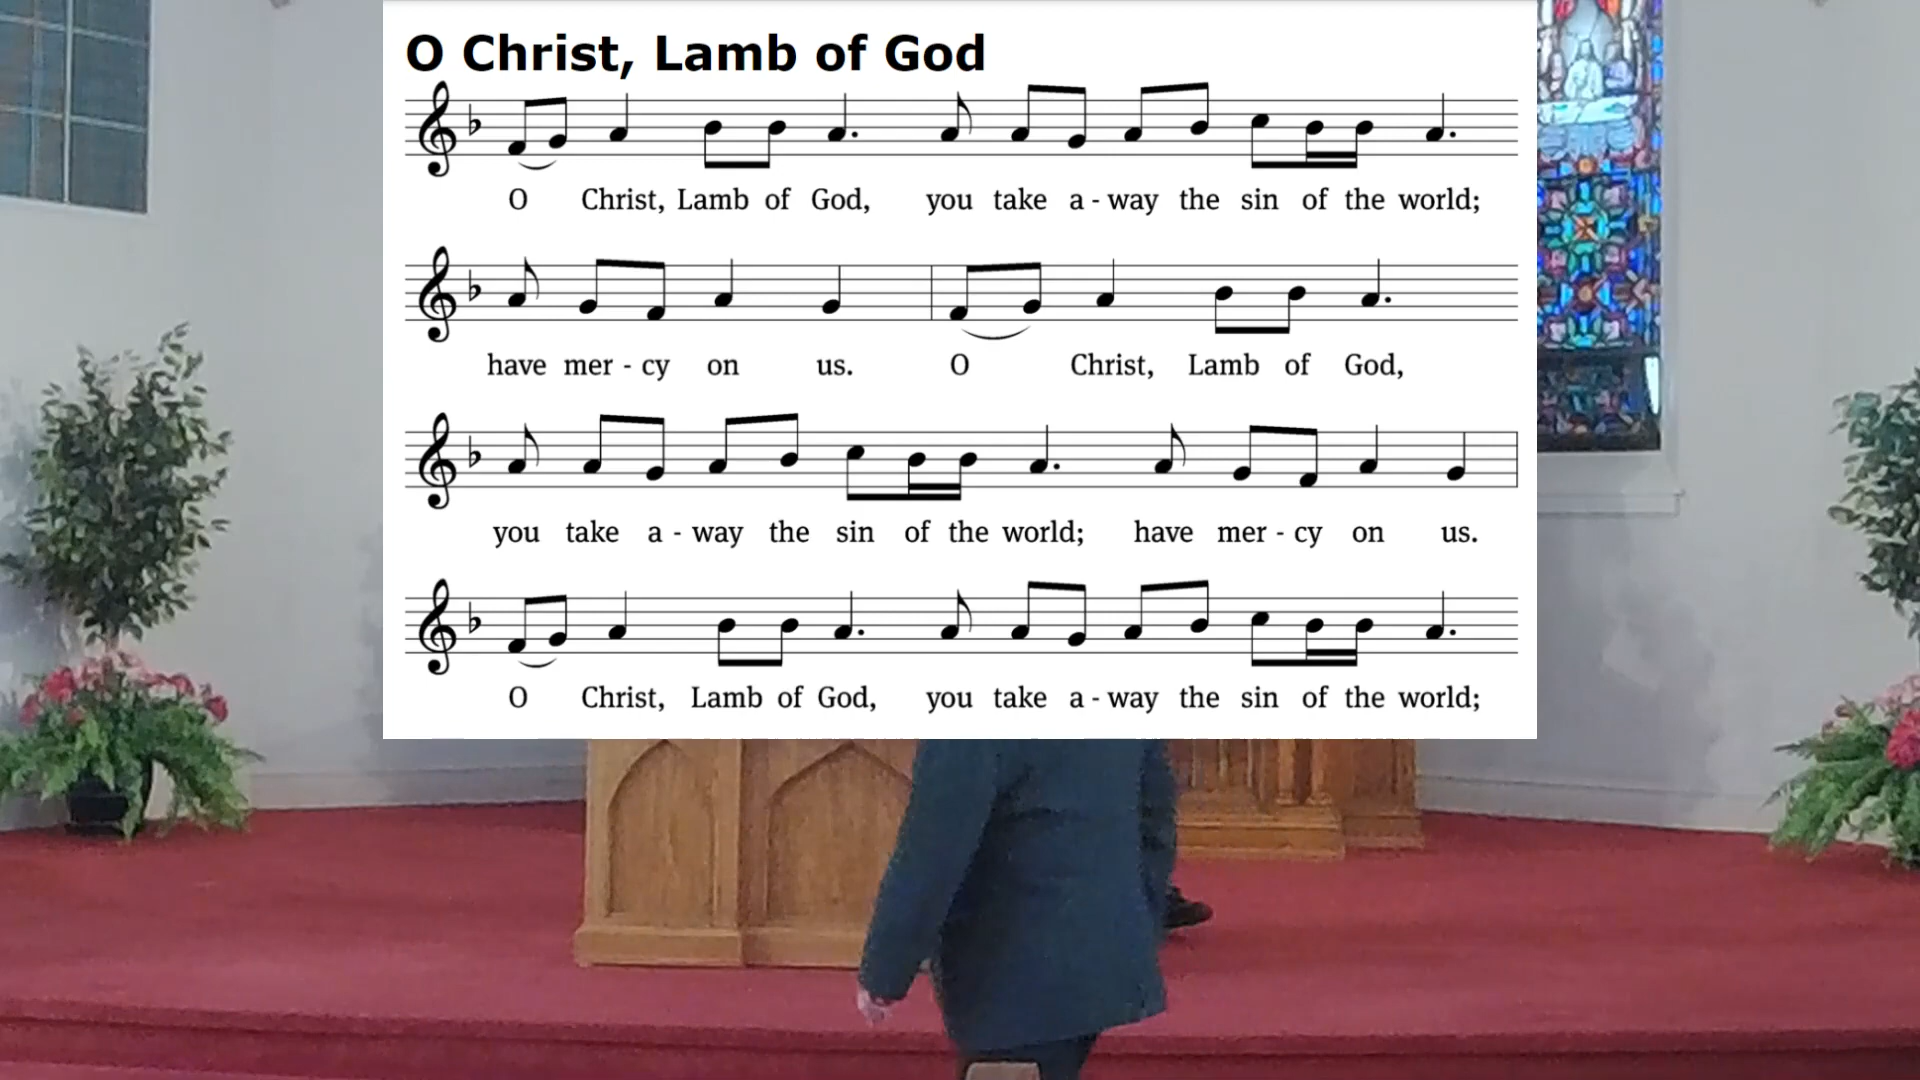 O Christ, Lamb of God
O Christ, Lamb of God, you take a - way the sin of the world;
have mer - cy on us. O Christ, Lamb of God,
you take a - way the sin of the world; have mer - cy on us.
O Christ, Lamb of God, you take a - way the sin of the world;